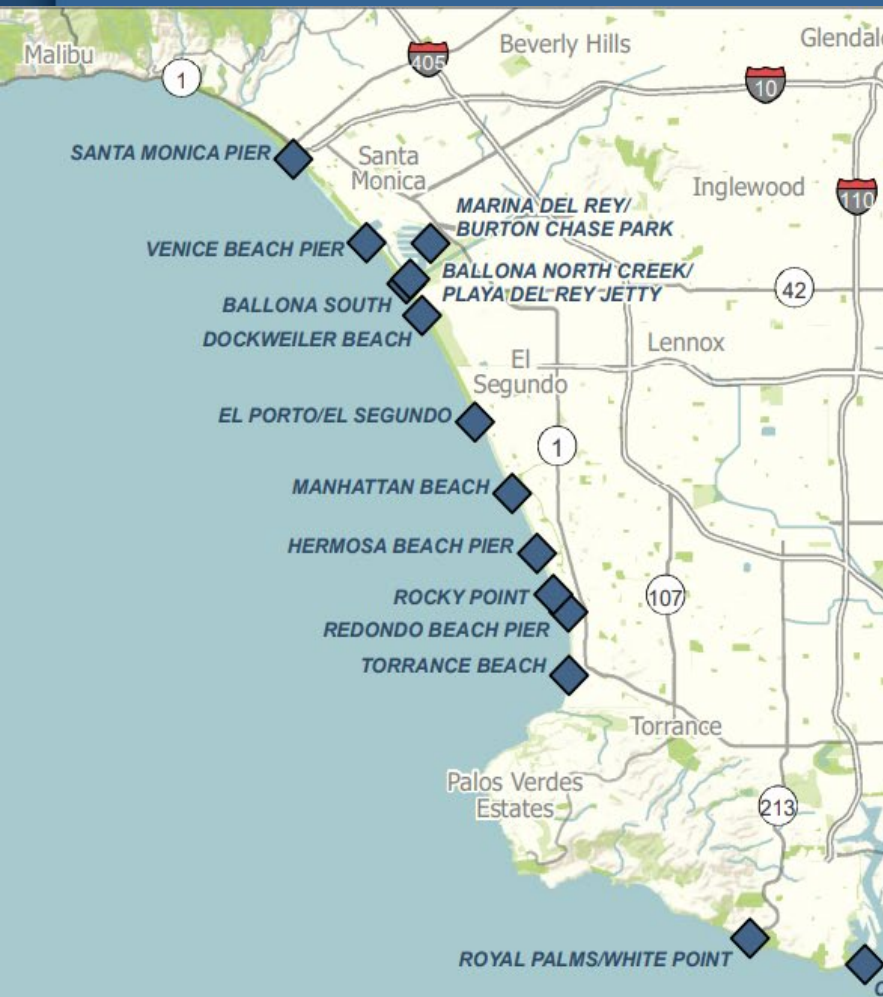 Malibu
1
405
Beverly Hills
Glendale
10
SANTA MONICA PIER
Santa
Monica
Inglewood
110
MARINA DEL REY/
BURTON CHASE PARK
VENICE BEACH PIER
BALLONA NORTH CREEK/
PLAYA DEL REY JETTY
42
BALLONA SOUTH
DOCKWEILER BEACH
Lennox
El
Segundo
EL PORTO/EL SEGUNDO
1
MANHATTAN BEACH
HERMOSA BEACH PIER
ROCKY POINT
107
REDONDO BEACH PIER
TORRANCE BEACH
Torrance
Palos Verdes
Estates
213
ROYAL PALMS/WHITE POINT